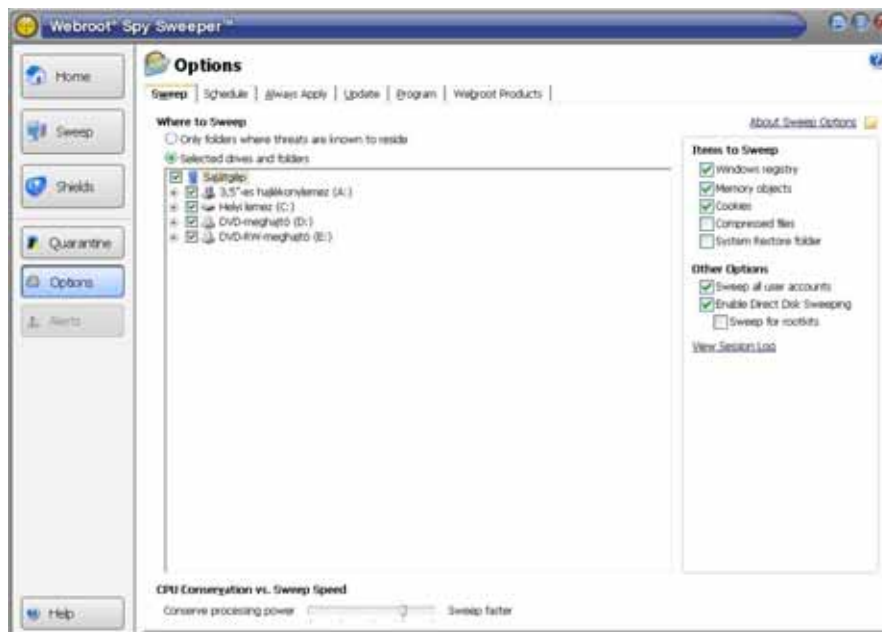 Webroot® Spy Sweeper™
Home
Sweep
Shields
Quarantine
Options
Alerts
Help
Options
Sweep | Schedule | Always Apply | Update | Program | Webroot Products |
Where to Sweep
Only folders where threats are known to reside
Selected drives and folders
Sajátgép
3,5"-es hajlékonylemez (A:)
Helyi lemez (C:)
DVD-meghajtó (D:)
DVD-RW-meghajtó (E:)
About Sweep Options
Items to Sweep
Windows registry
Memory objects
Cookies
Compressed files
System Restore folder
Other Options
Sweep all user accounts
Enable Direct Disk Sweeping
Sweep for rootkits
View Session Log
CPU Conservation vs. Sweep Speed
Conserve processing power
Sweep faster